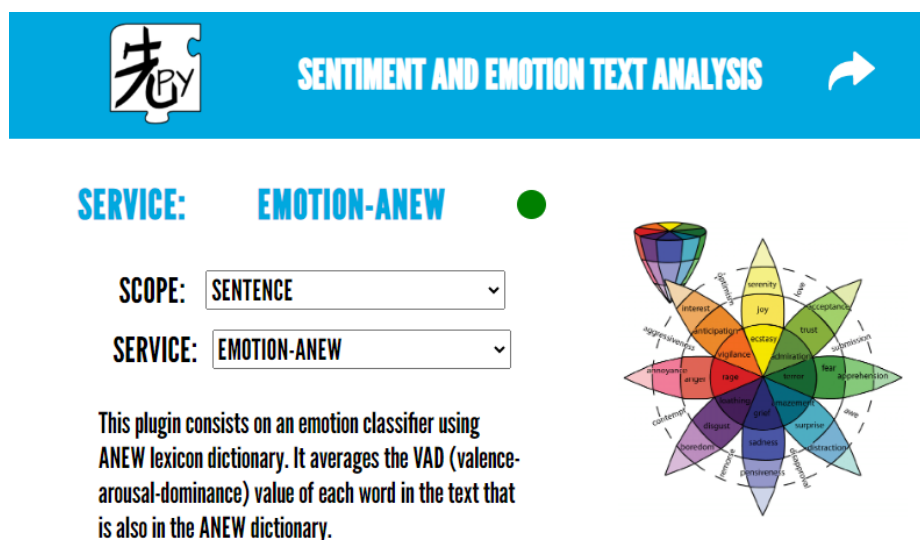 先
PY
SENTIMENT AND EMOTION TEXT ANALYSIS
SERVICE:
EMOTION-ANEW
SCOPE:
SENTENCE
SERVICE:
EMOTION-ANEW
This plugin consists on an emotion classifier using
ANEW lexicon dictionary. It averages the VAD (valence-
arousal-dominance) value of each word in the text that
is also in the ANEW dictionary.
optimism
serenity
love
interest
joy
acceptance
aggressiveness
anticipation
trust
submission
ecstasy
vigilance
admiration
annoyance
anger
rage
terror
fear
apprehension
loathing
grief
amazement
contempt
disgust
surprise
awe
boredom
sadness
distraction
remorse
pensiveness
disapproval